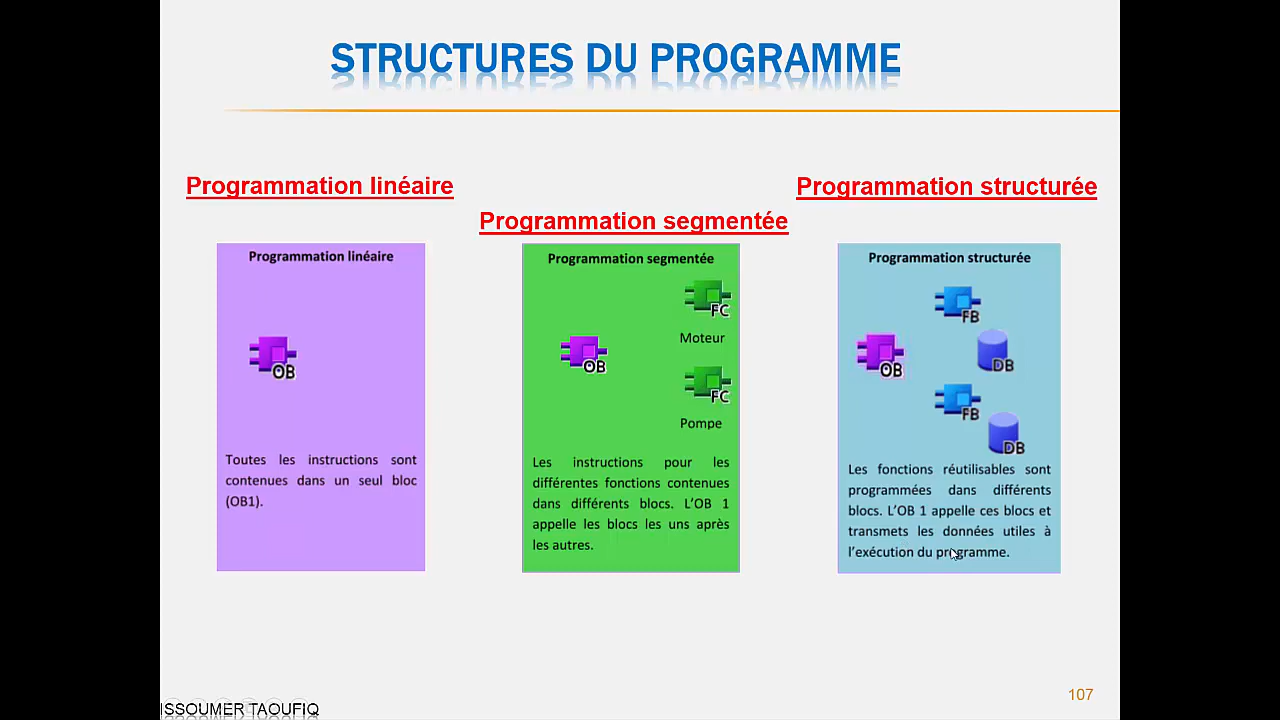 STRUCTURES DU PROGRAMME
Programmation linéaire
Programmation segmentée
Programmation structurée
Programmation linéaire
OB
Toutes les instructions sont
contenues dans un seul bloc
(OB1).
Programmation segmentée
FC
Moteur
OB
FC
Pompe
Les instructions pour les
différentes fonctions contenues
dans différents blocs. L'OB 1
appelle les blocs les uns après
les autres.
Programmation structurée
FB
OB
DB
FB
DB
Les fonctions réutilisables sont
programmées dans différents
blocs. L'OB 1 appelle ces blocs et
transmets les données utiles à
l'exécution du programme.
107
ISSOUMER TAOUFIQ